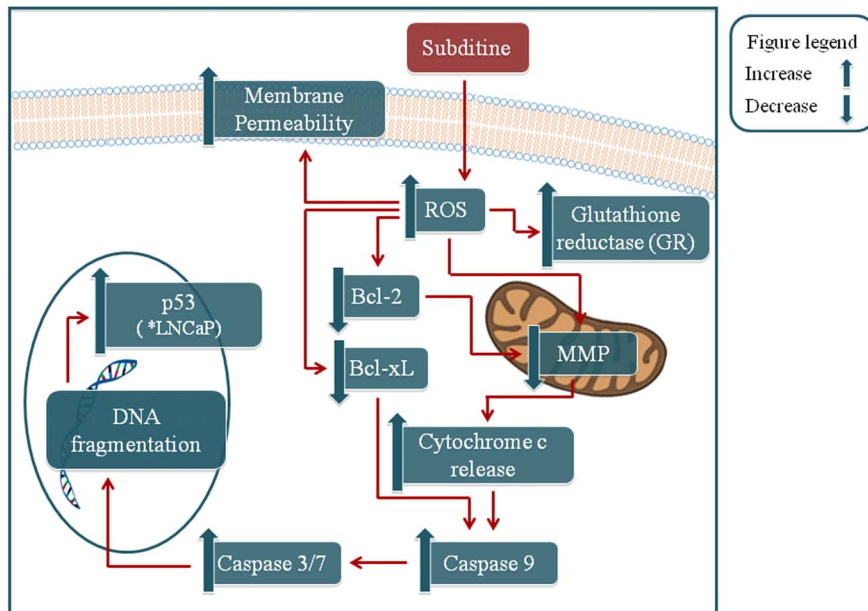 Subditine
Figure legend
Increase
Decrease
Membrane
Permeability
ROS
Glutathione
reductase (GR)
p53
( *LNCaP)
Bcl-2
Bcl-xL
MMP
DNA
fragmentation
Cytochrome c
release
Caspase 3/7
Caspase 9